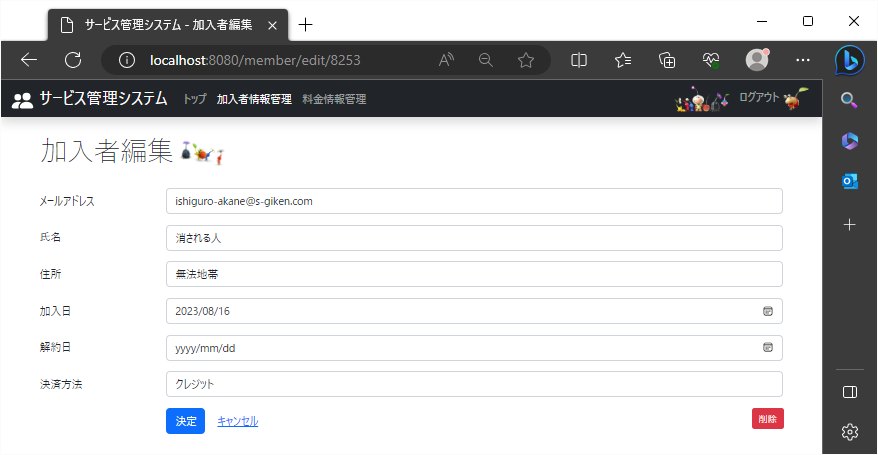 サービス管理システム - 加入者編集
localhost:8080/member/edit/8253
サービス管理システム トップ 加入者情報管理 料金情報管理 ログアウト
加入者編集
メールアドレス ishiguro-akane@s-giken.com
氏名 消される人
住所 無法地帯
加入日 2023/08/16
解約日 yyyy/mm/dd
決済方法 クレジット
決定 キャンセル 削除